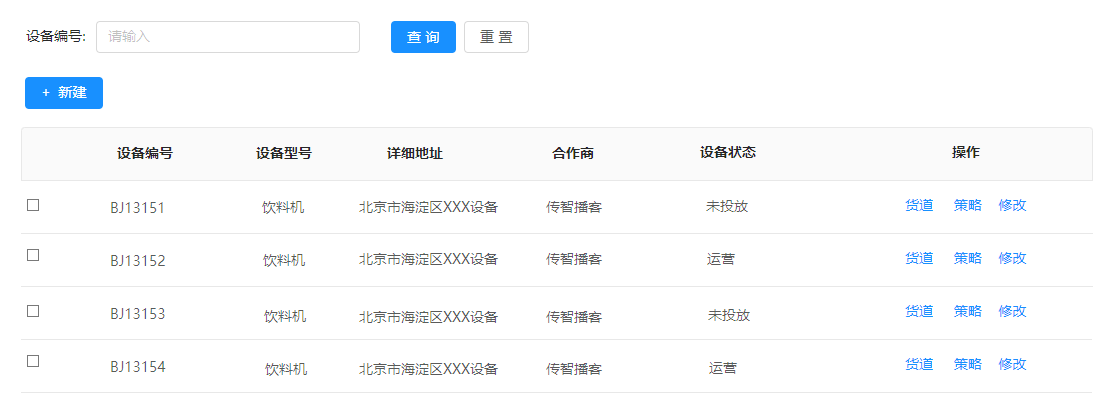 设备编号: 请输入 查 询 重 置
+ 新建
设备编号 设备型号 详细地址 合作商 设备状态 操作
BJ13151 饮料机 北京市海淀区XXX设备 传智播客 未投放 货道 策略 修改
BJ13152 饮料机 北京市海淀区XXX设备 传智播客 运营 货道 策略 修改
BJ13153 饮料机 北京市海淀区XXX设备 传智播客 未投放 货道 策略 修改
BJ13154 饮料机 北京市海淀区XXX设备 传智播客 运营 货道 策略 修改